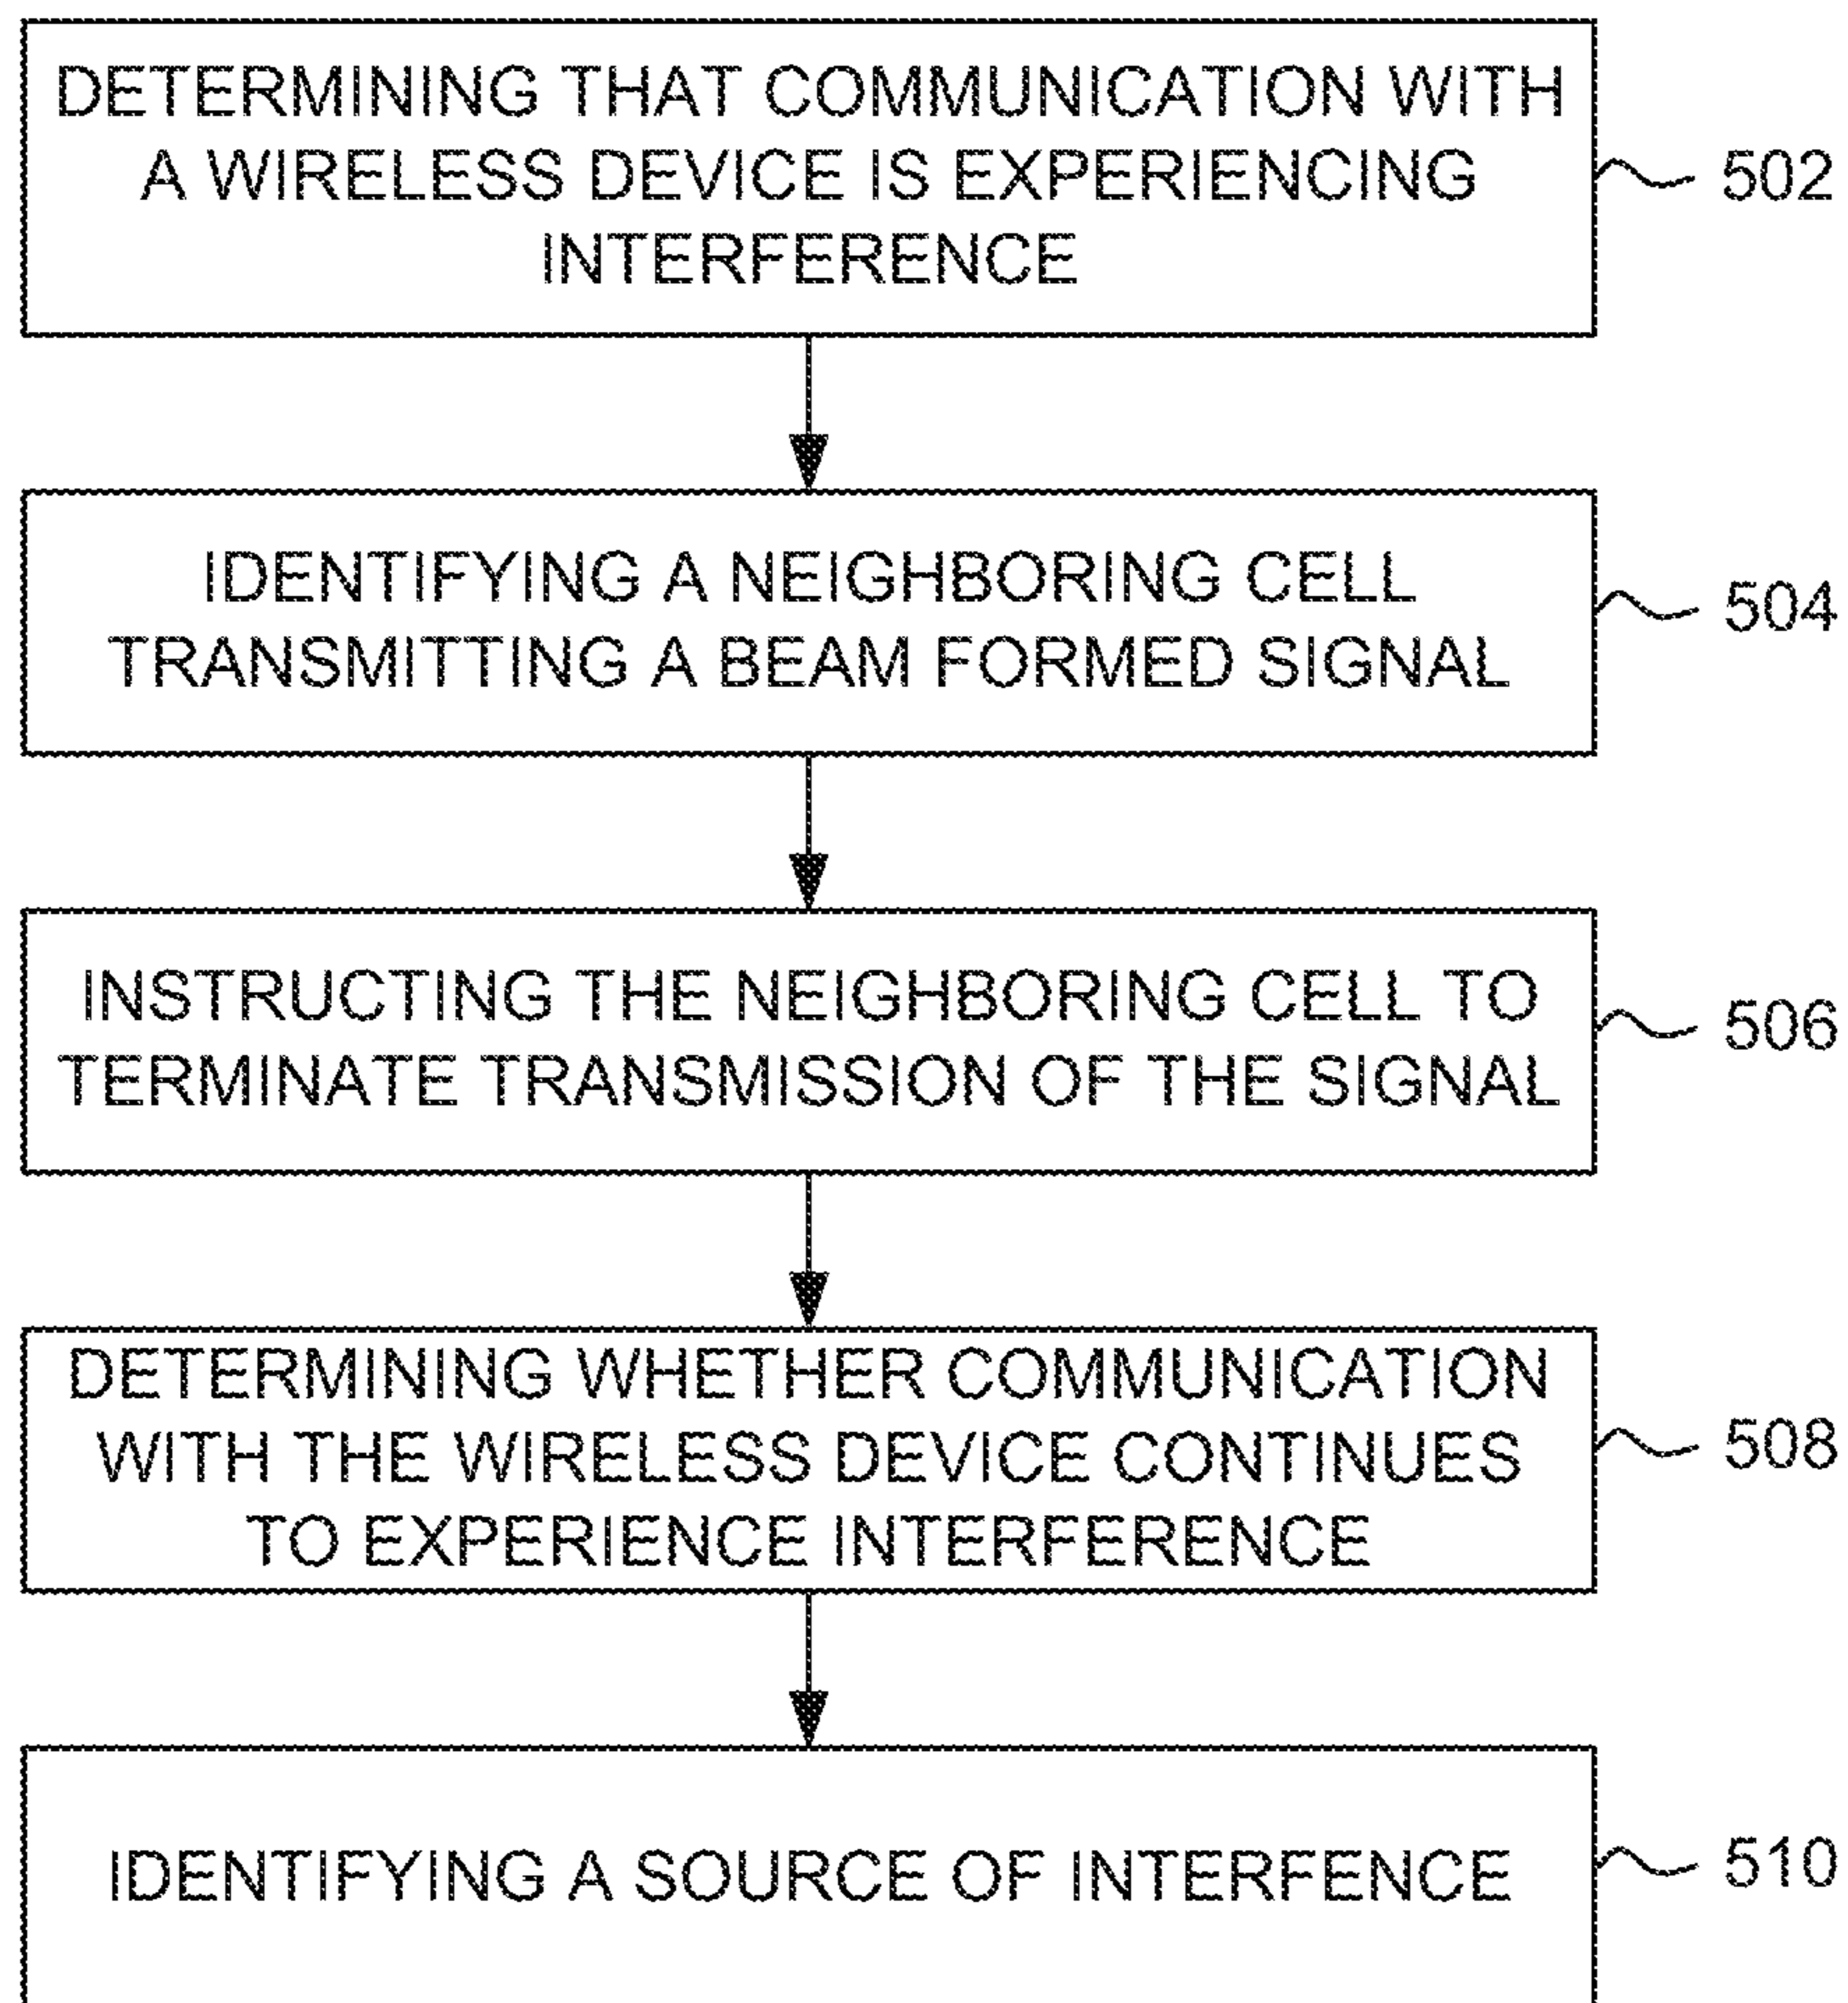 DETERMINING THAT COMMUNICATION WITH
A WIRELESS DEVICE IS EXPERIENCING
INTERFERENCE
502
IDENTIFYING A NEIGHBORING CELL
TRANSMITTING A BEAM FORMED SIGNAL
504
INSTRUCTING THE NEIGHBORING CELL TO
TERMINATE TRANSMISSION OF THE SIGNAL
506
DETERMINING WHETHER COMMUNICATION
WITH THE WIRELESS DEVICE CONTINUES
TO EXPERIENCE INTERFERENCE
508
IDENTIFYING A SOURCE OF INTERFENCE
510